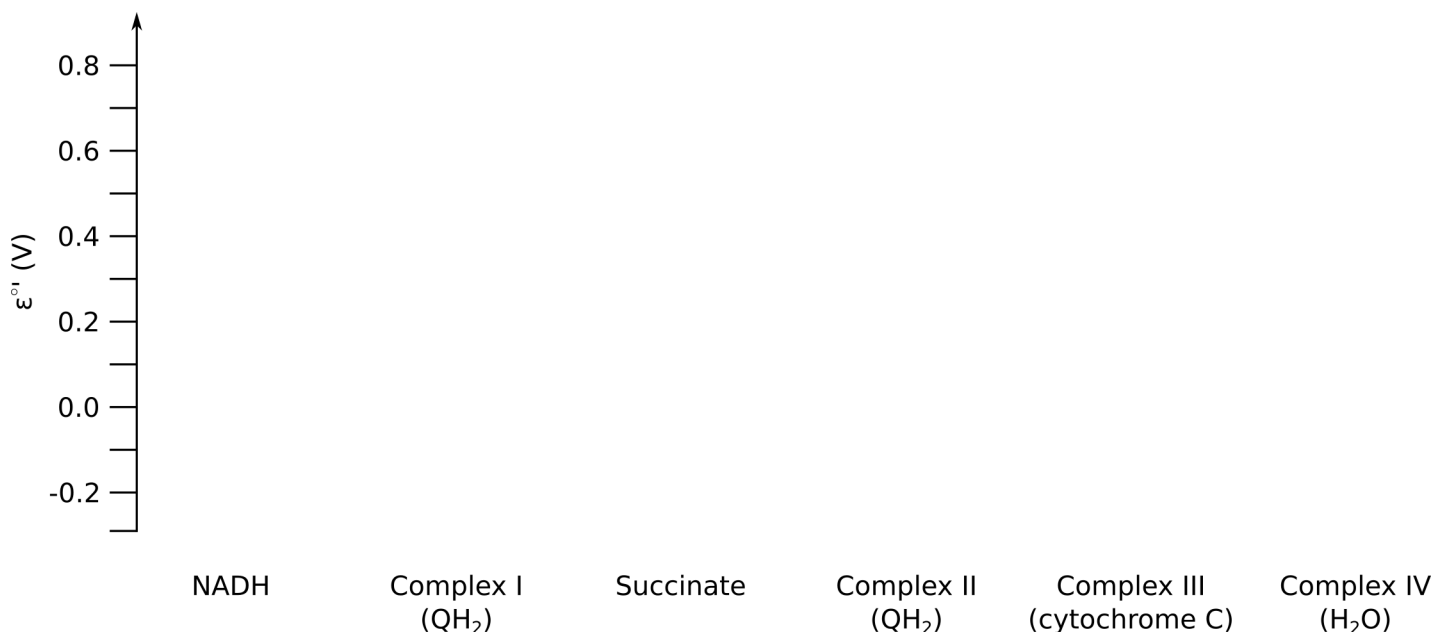 0.8
0.6
0.4
0.2
0.0
-0.2
ε°' (V)
NADH
Complex I
(QH₂)
Succinate
Complex II
(QH₂)
Complex III
(cytochrome C)
Complex IV
(H₂O)